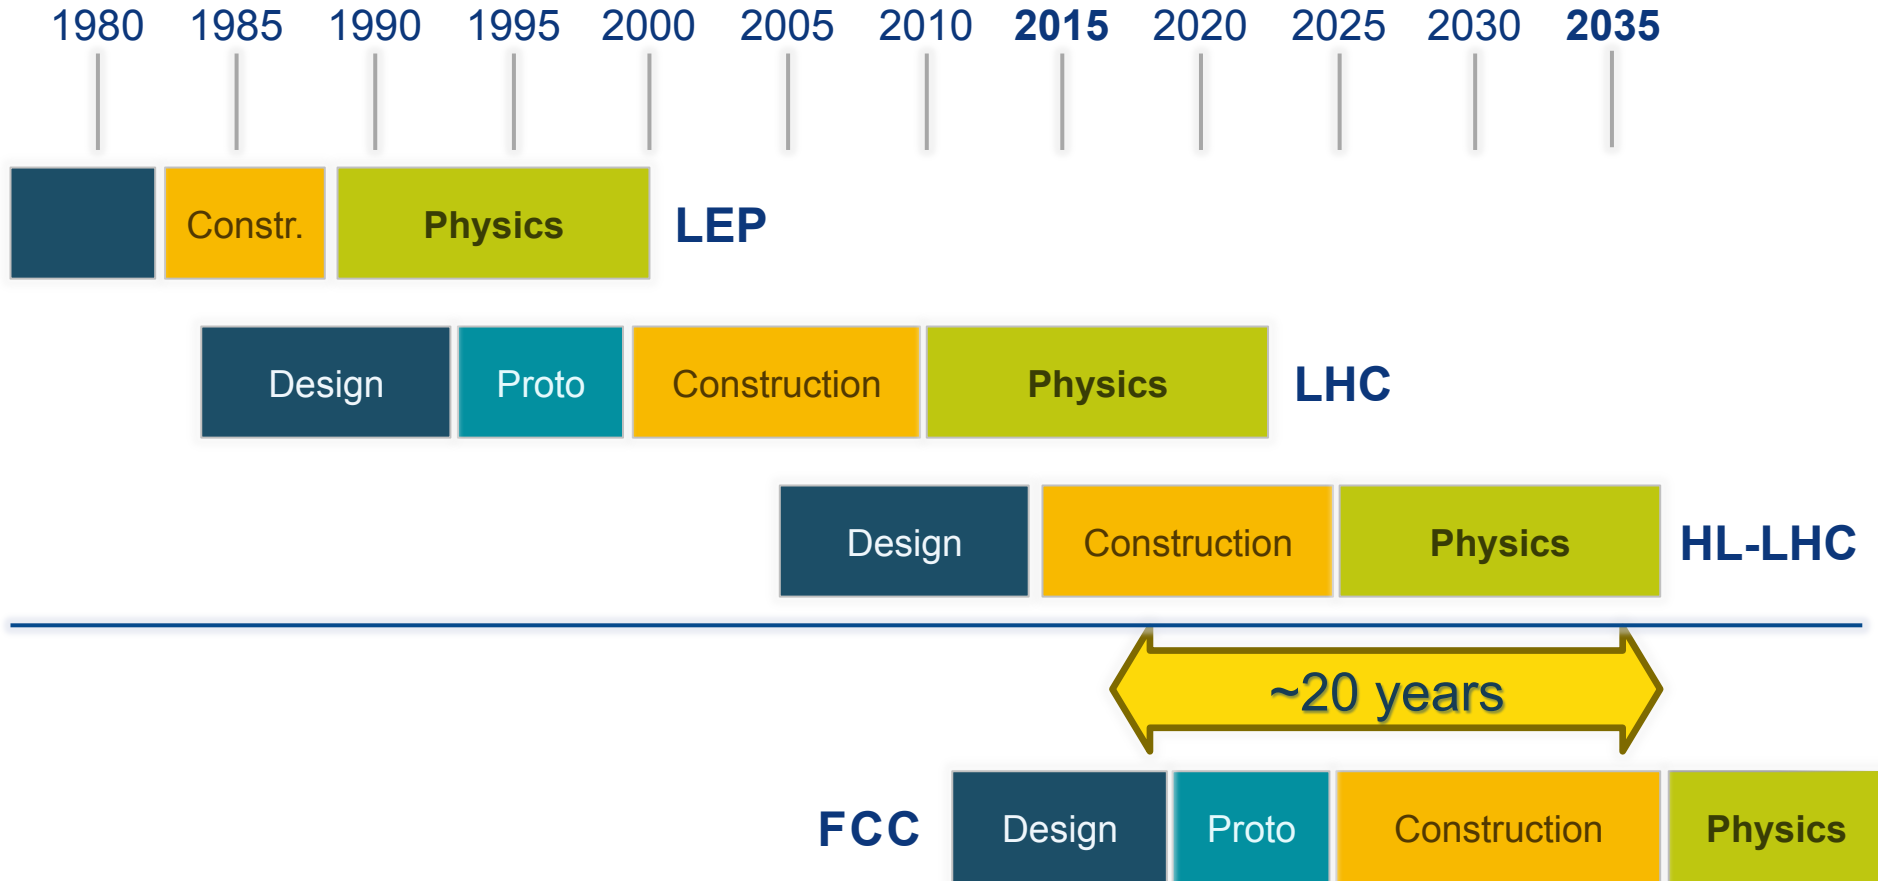 1980 1985 1990 1995 2000 2005 2010 2015 2020 2025 2030 2035
Constr. Physics LEP
Design Proto Construction Physics LHC
Design Construction Physics HL-LHC
~20 years
FCC Design Proto Construction Physics